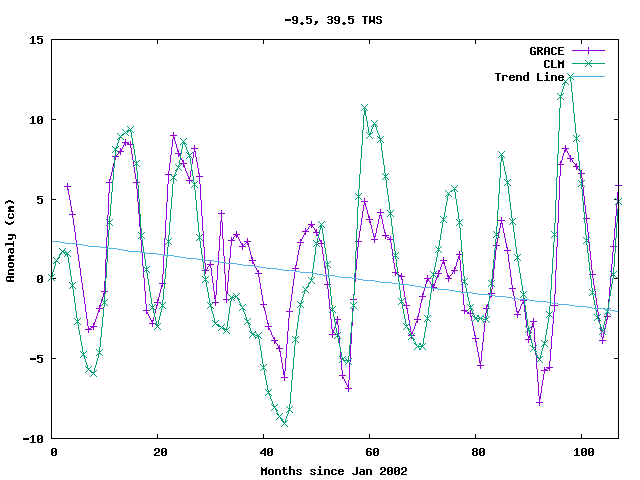 -9.5, 39.5 TWS
GRACE
CLM
Trend Line
15
10
5
0
-5
-10
Anomaly (cm)
0 20 40 60 80 100
Months since Jan 2002